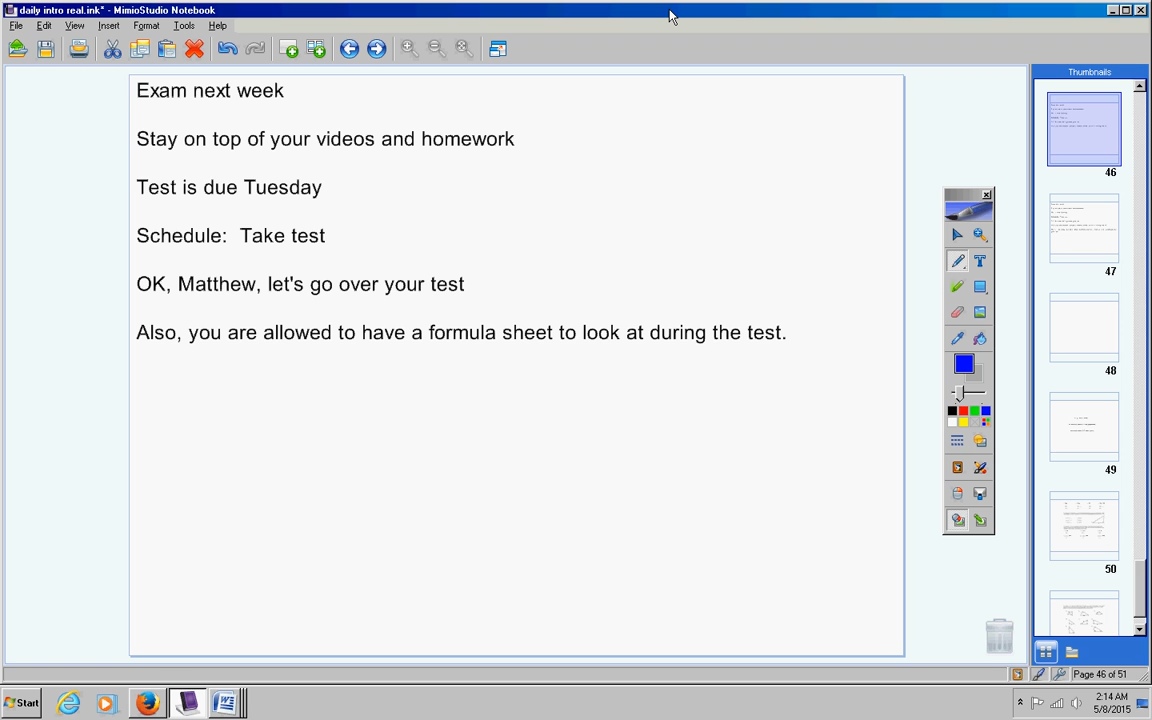 daily intro real.ink* - MimioStudio Notebook
File Edit View Insert Format Tools Help
Exam next week
Stay on top of your videos and homework
Test is due Tuesday
Schedule:  Take test
OK, Matthew, let's go over your test
Also, you are allowed to have a formula sheet to look at during the test.
Thumbnails
46
47
48
49
50
Page 46 of 51
Start
2:14 AM
5/8/2015